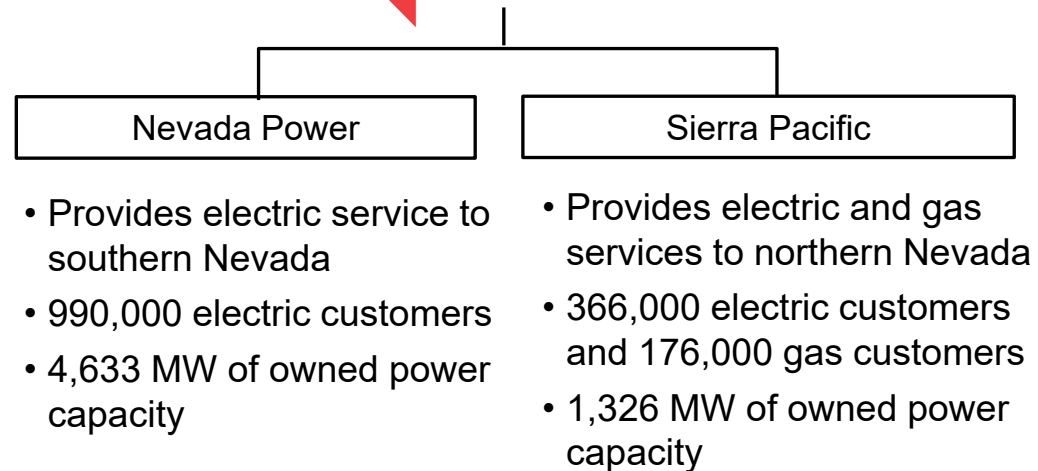 Nevada Power
• Provides electric service to
southern Nevada
• 990,000 electric customers
• 4,633 MW of owned power
capacity
Sierra Pacific
• Provides electric and gas
services to northern Nevada
• 366,000 electric customers
and 176,000 gas customers
• 1,326 MW of owned power
capacity